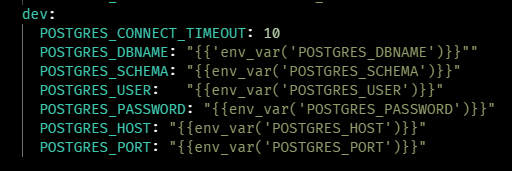 dev:
POSTGRES_CONNECT_TIMEOUT: 10
POSTGRES_DBNAME: "{{'env_var('POSTGRES_DBNAME')}}""
POSTGRES_SCHEMA: "{{env_var('POSTGRES_SCHEMA')}}"
POSTGRES_USER:   "{{env_var('POSTGRES_USER')}}"
POSTGRES_PASSWORD: "{{env_var('POSTGRES_PASSWORD')}}"
POSTGRES_HOST: "{{env_var('POSTGRES_HOST')}}"
POSTGRES_PORT: "{{env_var('POSTGRES_PORT')}}"